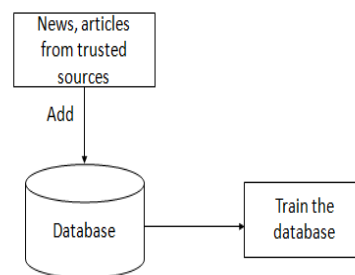 News, articles
from trusted
sources
Add
Database
Train the
database